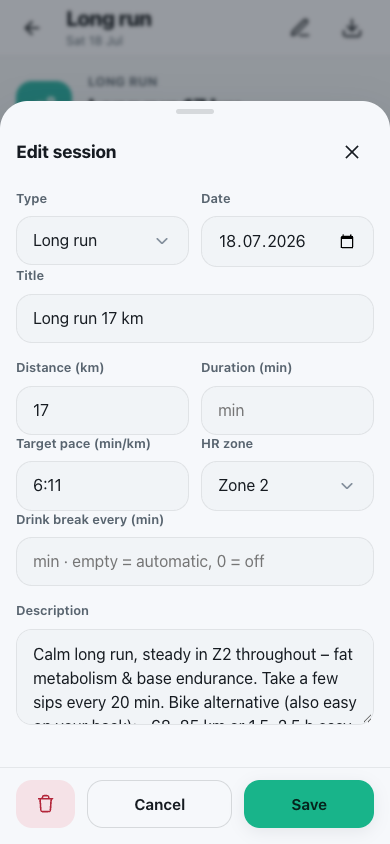 Long run
Sat 18 Jul
LONG RUN
Edit session
Type
Date
Long run
18.07.2026
Title
Long run 17 km
Distance (km)
Duration (min)
17
min
Target pace (min/km)
HR zone
6:11
Zone 2
Drink break every (min)
min · empty = automatic, 0 = off
Description
Calm long run, steady in Z2 throughout – fat
metabolism & base endurance. Take a few
sips every 20 min. Bike alternative (also easy
Cancel
Save